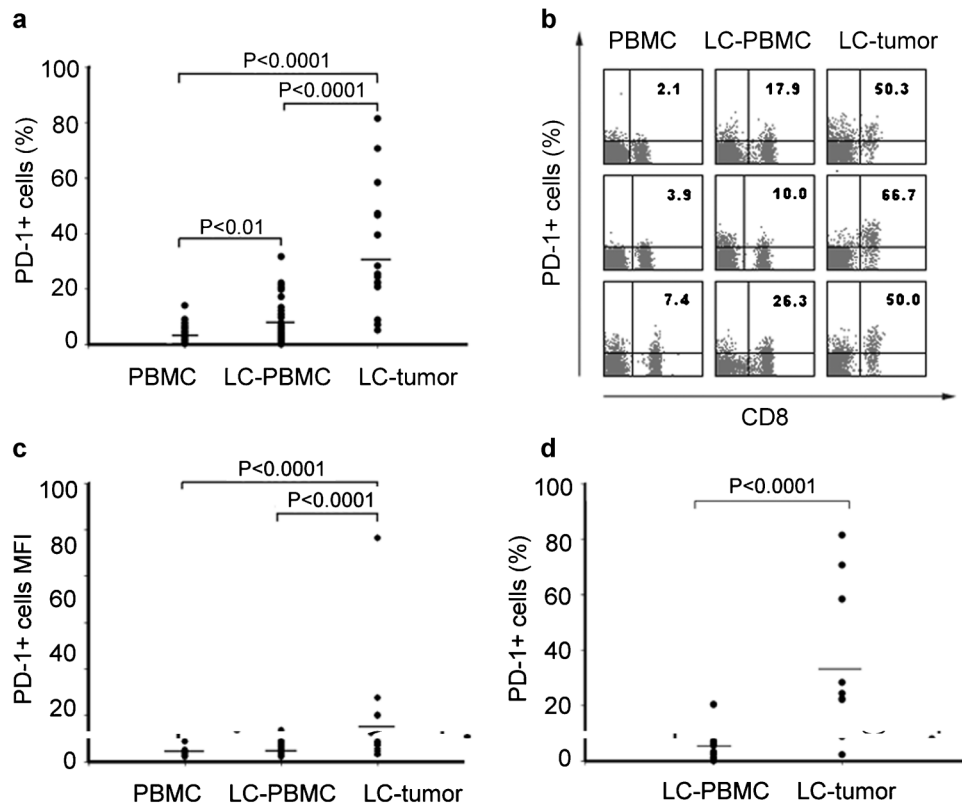 a
P<0.0001
P<0.0001
P<0.01
PD-1+ cells (%)
100
80
60
40
20
0
PBMC LC-PBMC LC-tumor
b
PBMC LC-PBMC LC-tumor
2.1 17.9 50.3
3.9 10.0 66.7
7.4 26.3 50.0
PD-1+ cells (%)
CD8
c
P<0.0001
P<0.0001
PD-1+ cells MFI
100
80
60
40
20
0
PBMC LC-PBMC LC-tumor
d
P<0.0001
PD-1+ cells (%)
100
80
60
40
20
0
LC-PBMC LC-tumor